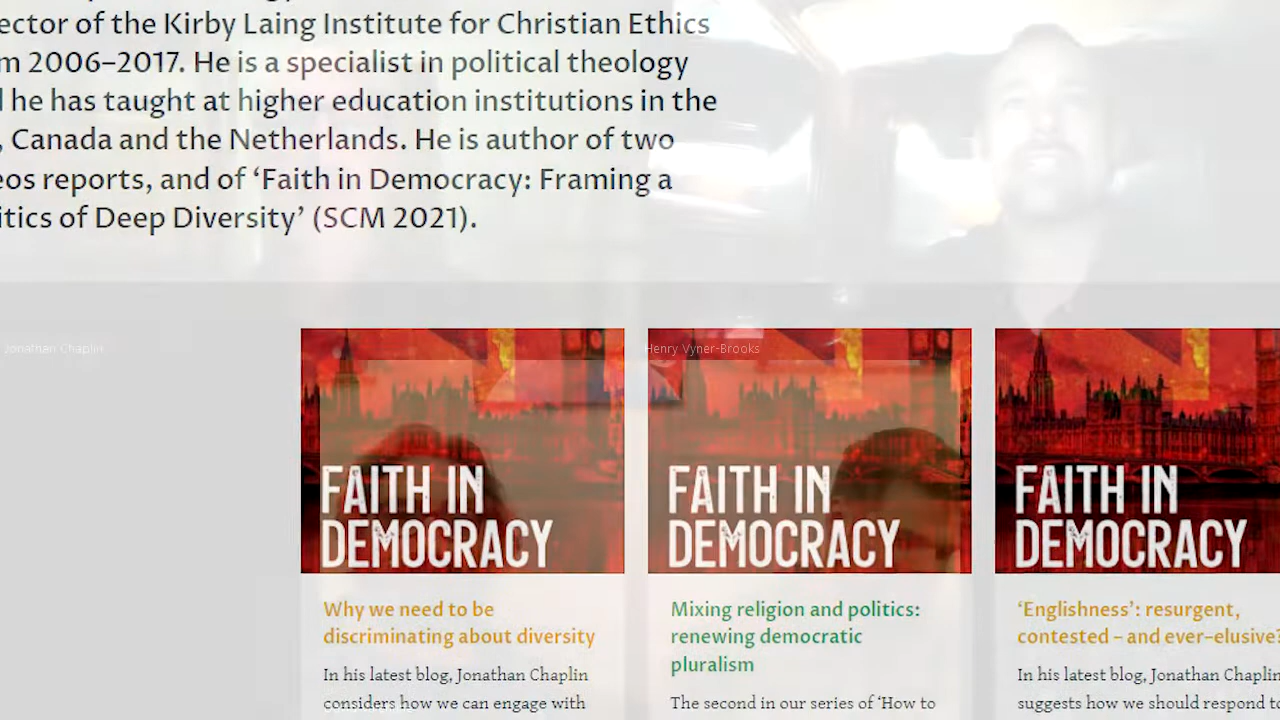 ector of the Kirby Laing Institute for Christian Ethics
m 2006–2017. He is a specialist in political theology
he has taught at higher education institutions in the
, Canada and the Netherlands. He is author of two
eos reports, and of ‘Faith in Democracy: Framing a
itics of Deep Diversity’ (SCM 2021).
Jonathan Chaplin
Henry Vyner-Brooks
FAITH IN
DEMOCRACY
FAITH IN
DEMOCRACY
FAITH IN
DEMOCRACY
Why we need to be
discriminating about diversity
In his latest blog, Jonathan Chaplin
considers how we can engage with
Mixing religion and politics:
renewing democratic
pluralism
The second in our series of ‘How to
‘Englishness’: resurgent,
contested – and ever-elusive?
In his latest blog, Jonathan Chaplin
suggests how we should respond to